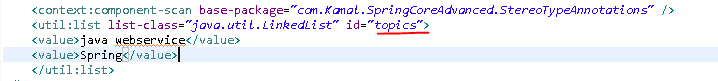 <context:component-scan base-package="com.Kamal.SpringCoreAdvanced.StereoTypeAnnotations" />
<util:list list-class="java.util.LinkedList" id="topics">
<value>java webservice</value>
<value>Spring</value>
</util:list>